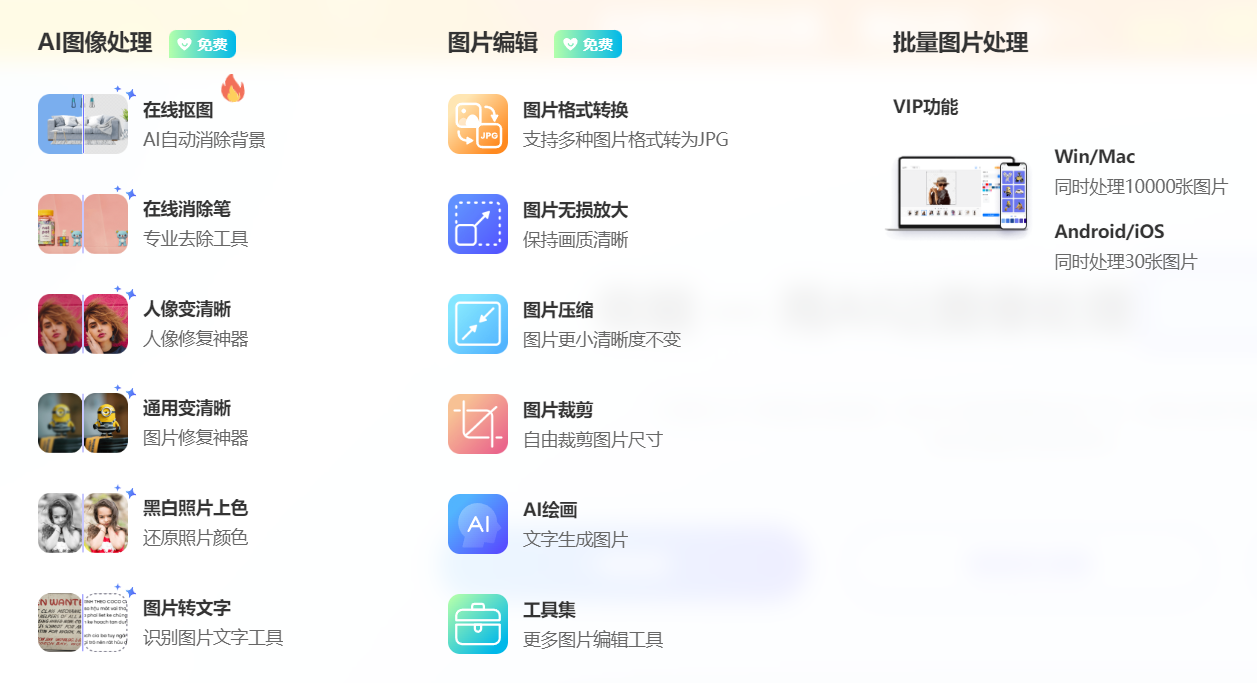 AI图像处理
免费
在线抠图
AI自动消除背景
在线消除笔
专业去除工具
人像变清晰
人像修复神器
通用变清晰
图片修复神器
黑白照片上色
还原照片颜色
图片转文字
识别图片文字工具
图片编辑
免费
JPG
图片格式转换
支持多种图片格式转为JPG
图片无损放大
保持画质清晰
图片压缩
图片更小清晰度不变
图片裁剪
自由裁剪图片尺寸
AI
AI绘画
文字生成图片
工具集
更多图片编辑工具
批量图片处理
VIP功能
Win/Mac
同时处理10000张图片
Android/iOS
同时处理30张图片